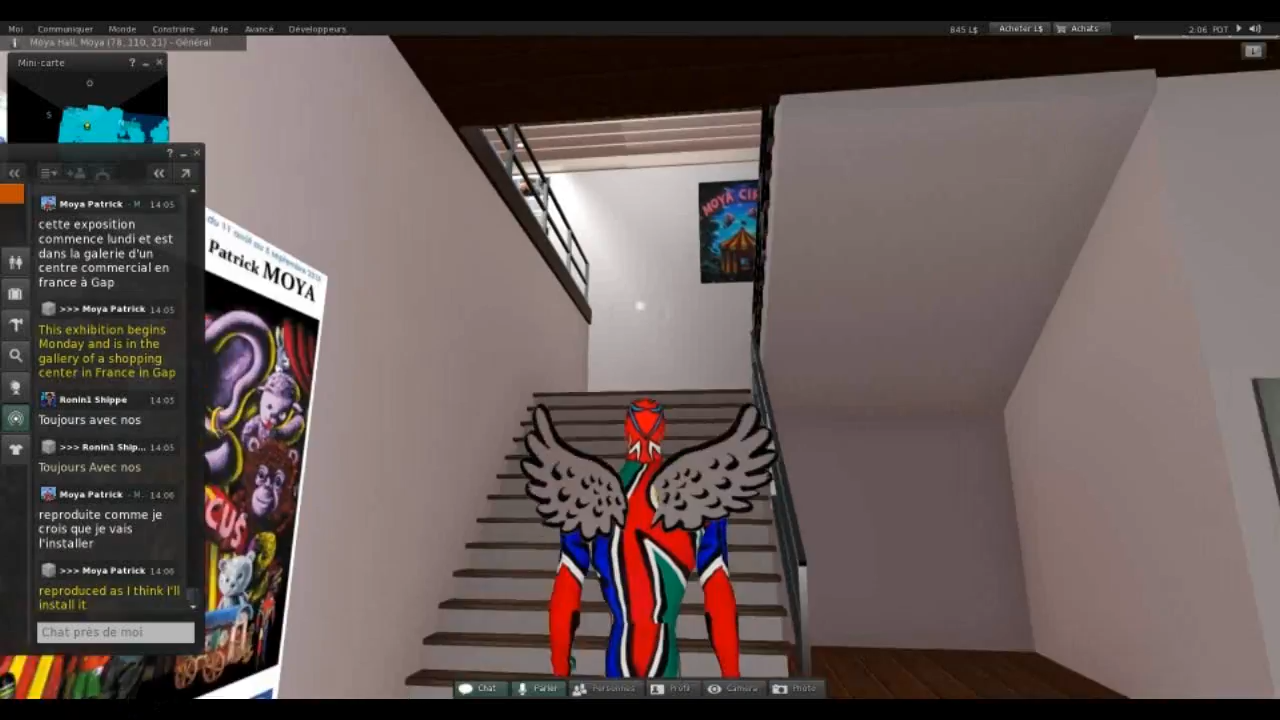 Moi Communiquer Monde Construire Aide Avancé Développeurs 845 L$ Acheter L$ Achats 2:06 PDT
Moya Hall, Moya (78, 110, 21) - Général
Mini-carte ? _ ×
O
S
? _ ×
Moya Patrick - M. 14:05
cette exposition
commence lundi et est
dans la galerie d'un
centre commercial en
france à Gap
>>> Moya Patrick 14:05
This exhibition begins
Monday and is in the
gallery of a shopping
center in France in Gap
Ronin1 Shippe 14:05
Toujours avec nos
>>> Ronin1 Ship... 14:05
Toujours Avec nos
Moya Patrick - M. 14:06
reproduite comme je
crois que je vais
l'installer
>>> Moya Patrick 14:06
reproduced as I think I'll
install it
Chat près de moi
Patrick MOYA
MOYA CIR
CUS
Chat Parler Personnes Profil Caméra Photo